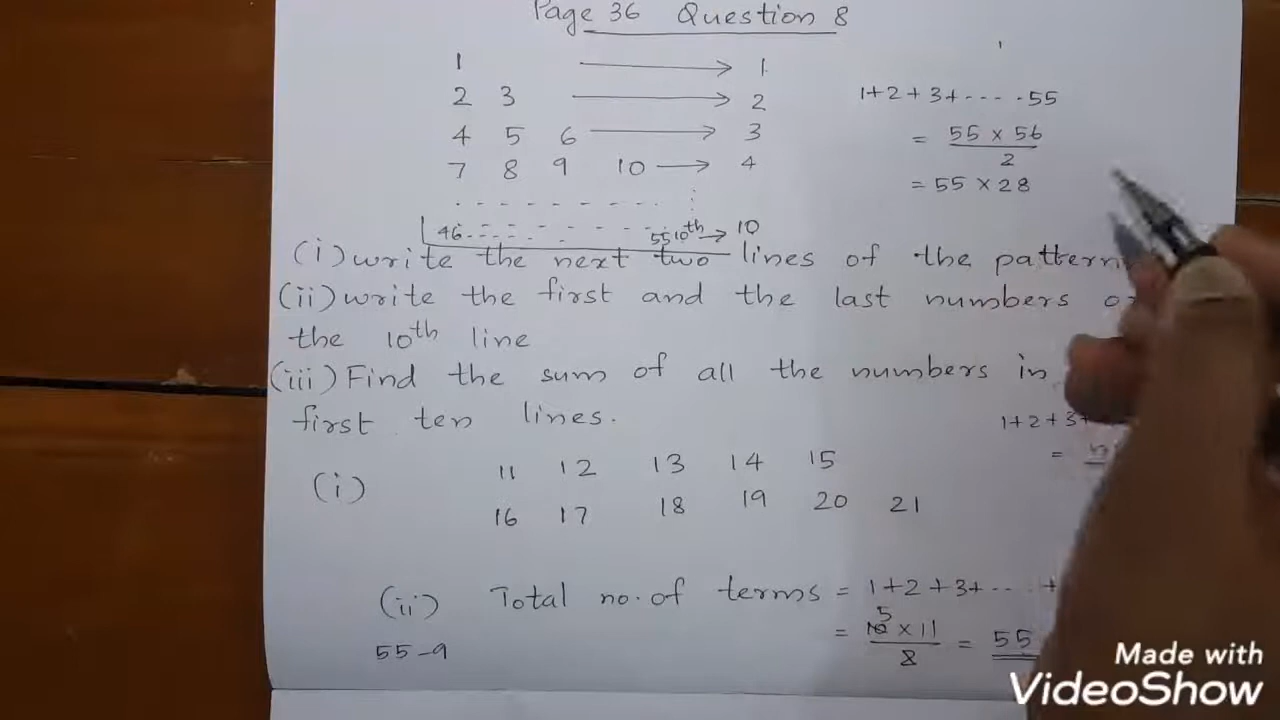 Page 36 Question 8
1 → 1
2 3 → 2
4 5 6 → 3
7 8 9 10 → 4
46 - - - - - - 55 10th → 10
1+2+3+- - - - .55
= 55 × 56
2
= 55 × 28
(i) write the next two lines of the pattern
(ii) write the first and the last numbers
the 10th line
(iii) Find the sum of all the numbers in
first ten lines.
1+2+3+
=
(i) 11 12 13 14 15
16 17 18 19 20 21
(ii) Total no. of terms = 1+2+3+- - . +
5
= 10 × 11 = 55
2
55-9
Made with
VideoShow